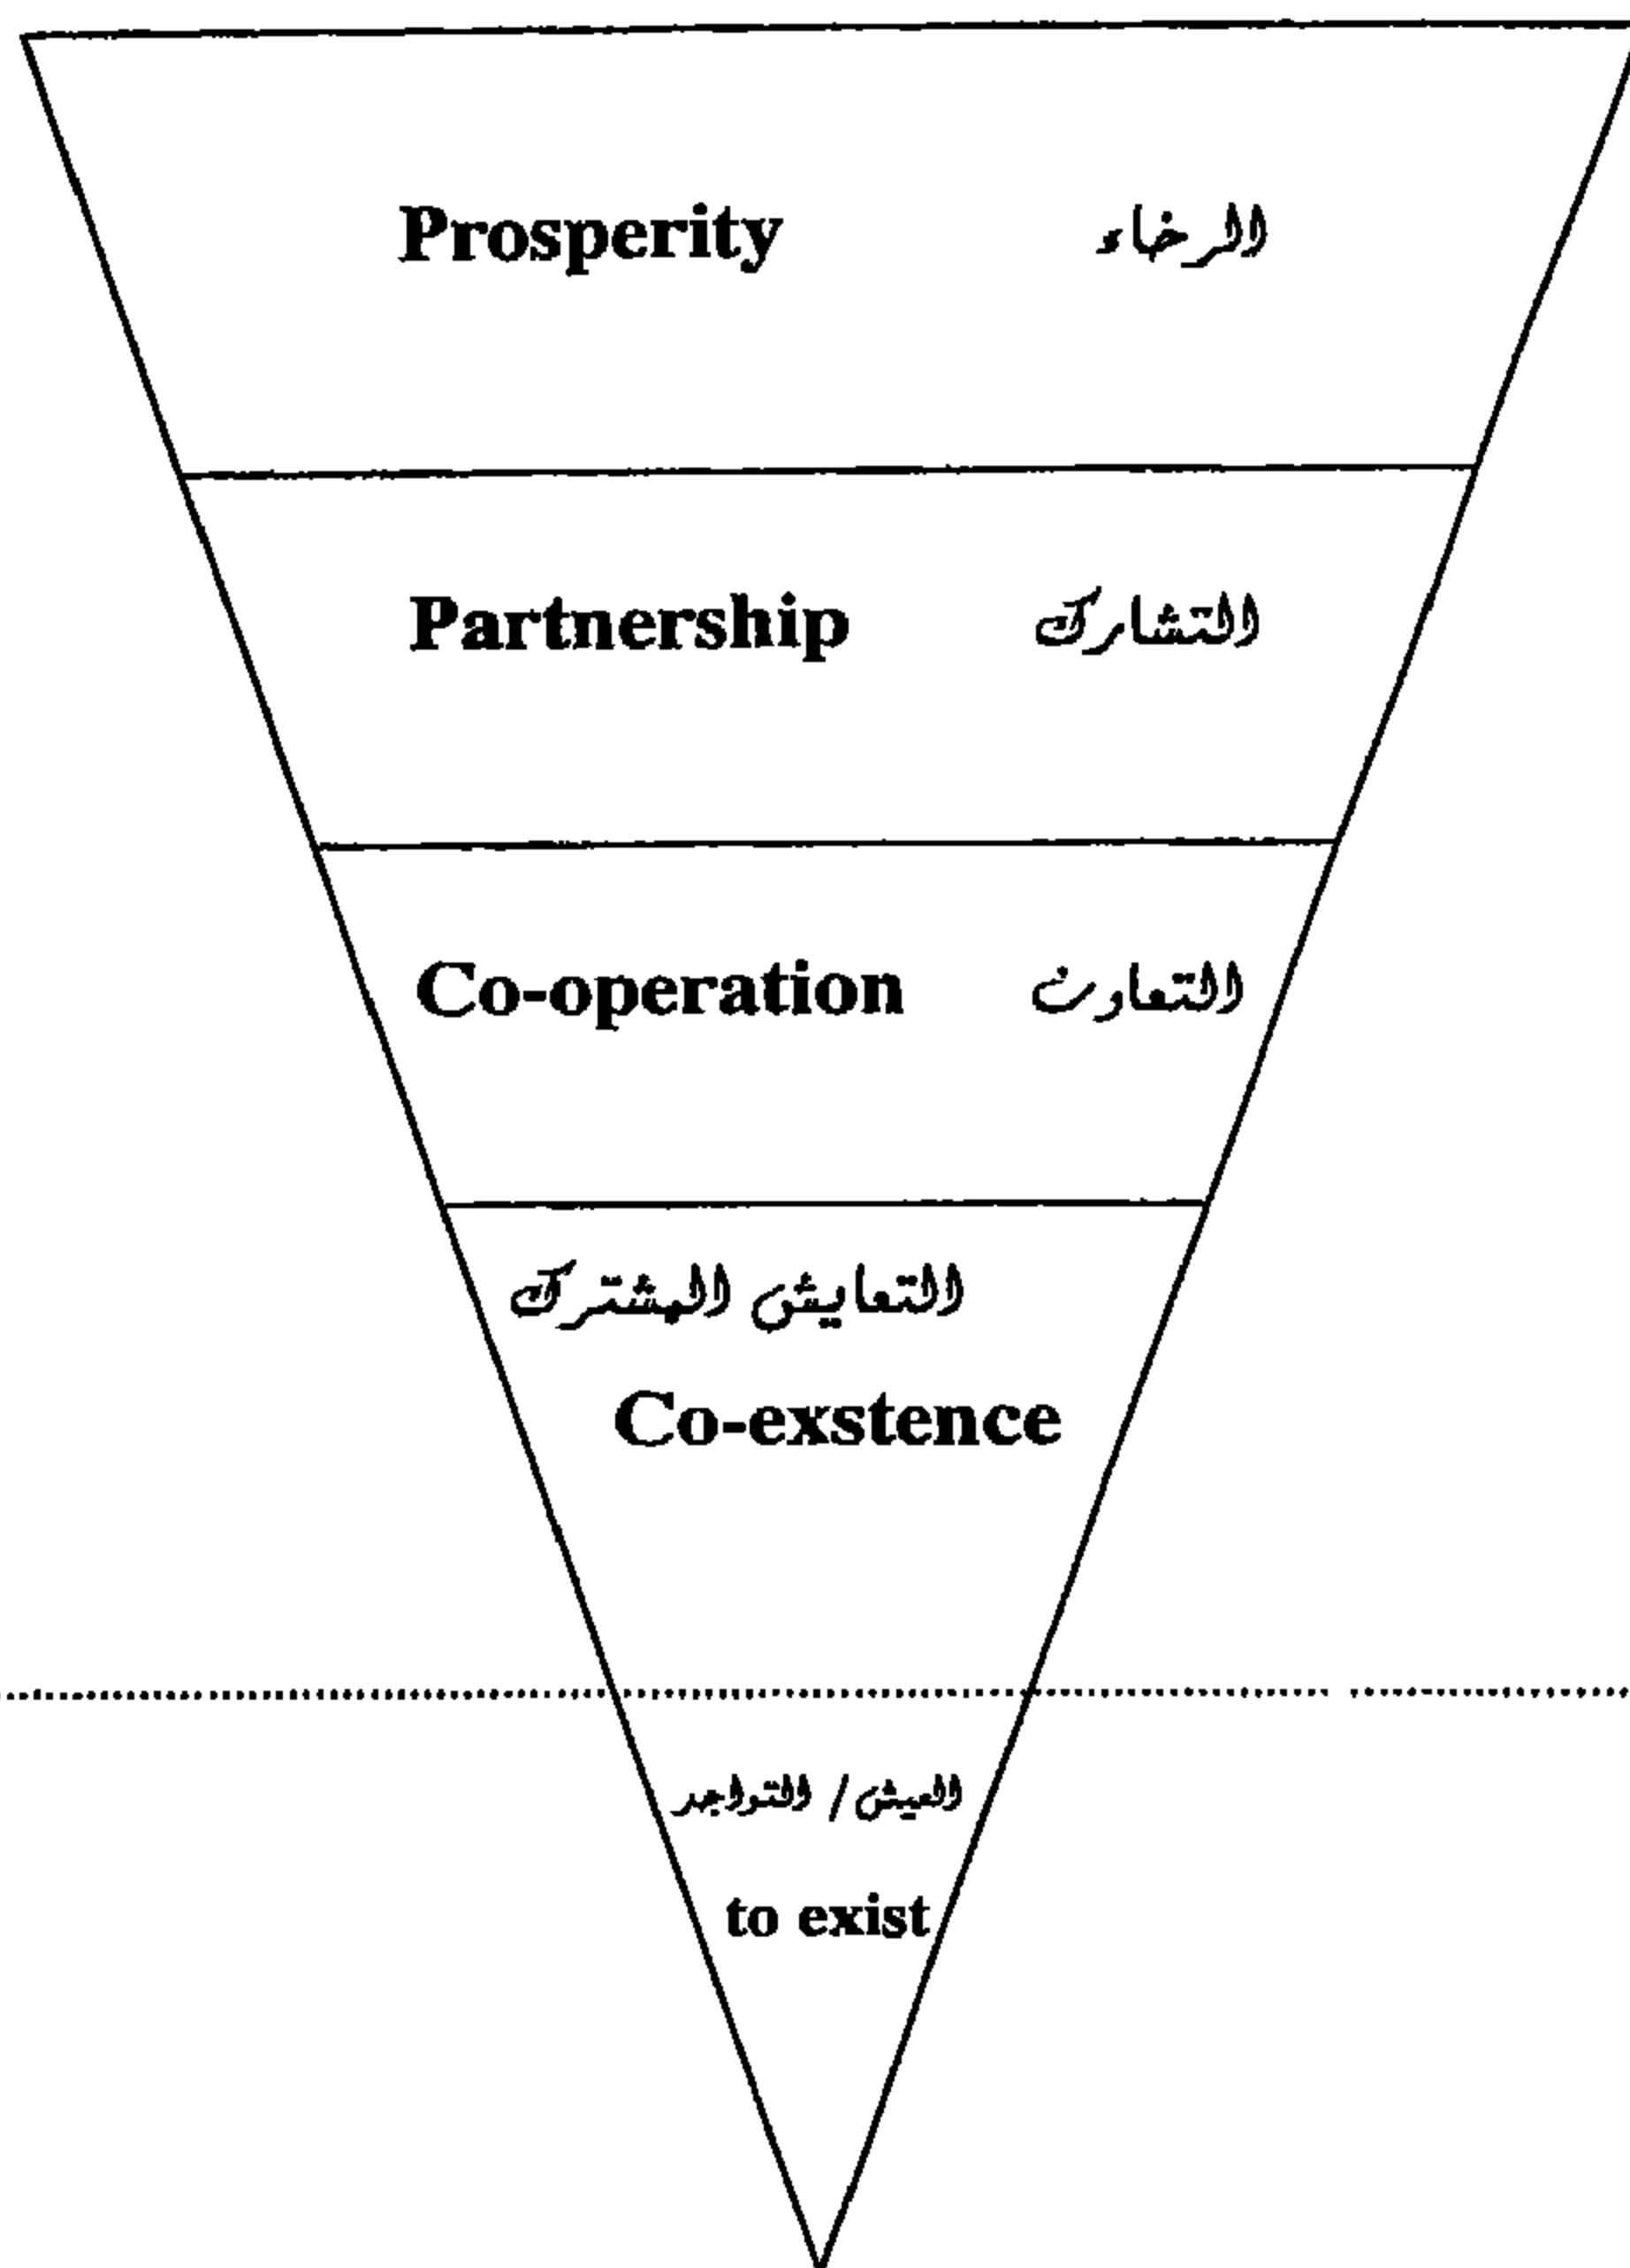 Prosperity الرخاء
Partnership التشارك
Co-operation التعاون
التعايش المشترك
Co-exstence
العيش / التواجد
to exist